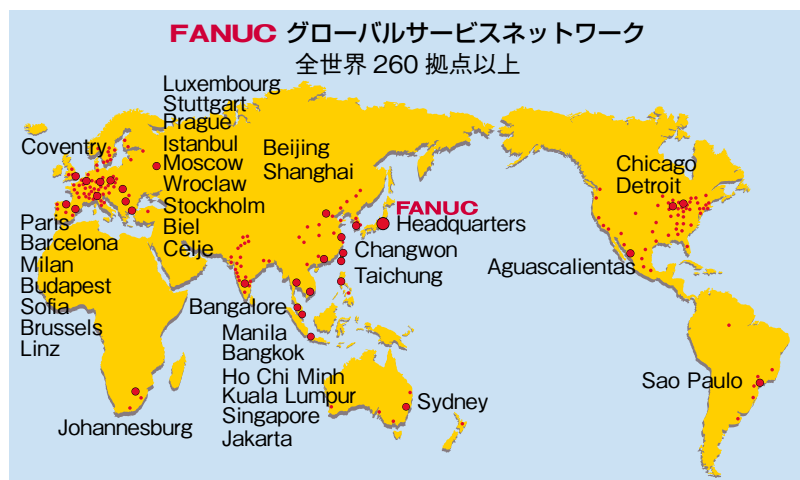 FANUC グローバルサービスネットワーク
全世界 260 拠点以上
Luxembourg
Stuttgart
Prague
Istanbul
Moscow
Wroclaw
Stockholm
Biel
Celje
Coventry
Paris
Barcelona
Milan
Budapest
Sofia
Brussels
Linz
Johannesburg
Beijing
Shanghai
FANUC
Headquarters
Changwon
Taichung
Bangalore
Manila
Bangkok
Ho Chi Minh
Kuala Lumpur
Singapore
Jakarta
Sydney
Chicago
Detroit
Aguascalientas
Sao Paulo